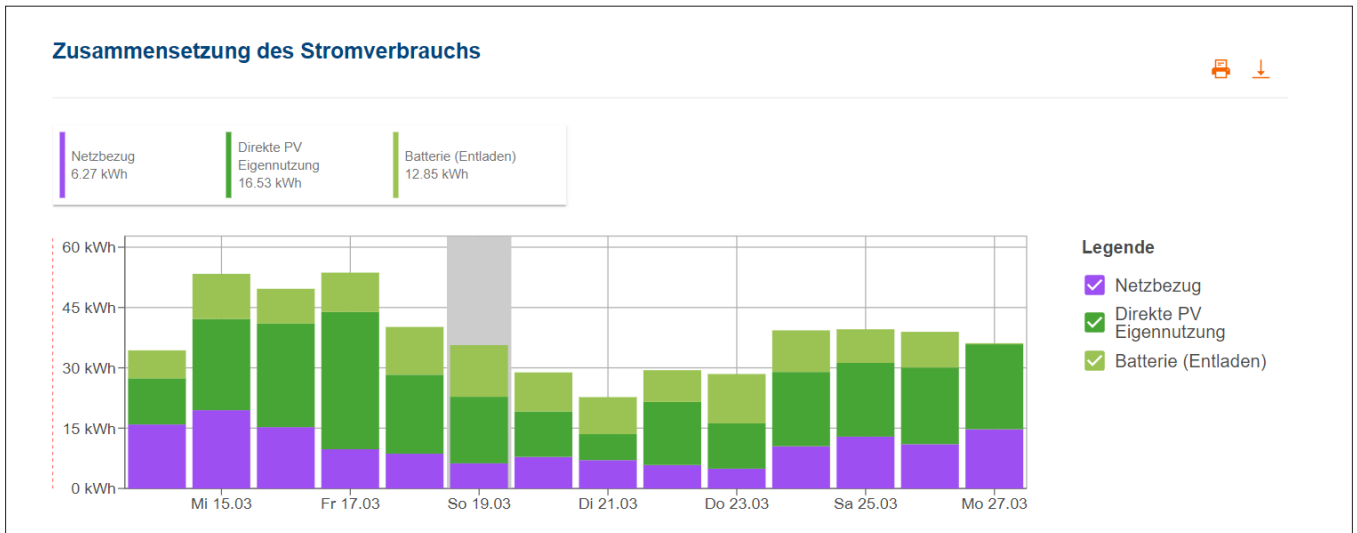 Zusammensetzung des Stromverbrauchs
Netzbezug
6.27 kWh
Direkte PV
Eigennutzung
16.53 kWh
Batterie (Entladen)
12.85 kWh
60 kWh
45 kWh
30 kWh
15 kWh
0 kWh
Mi 15.03
Fr 17.03
So 19.03
Di 21.03
Do 23.03
Sa 25.03
Mo 27.03
Legende
Netzbezug
Direkte PV
Eigennutzung
Batterie (Entladen)